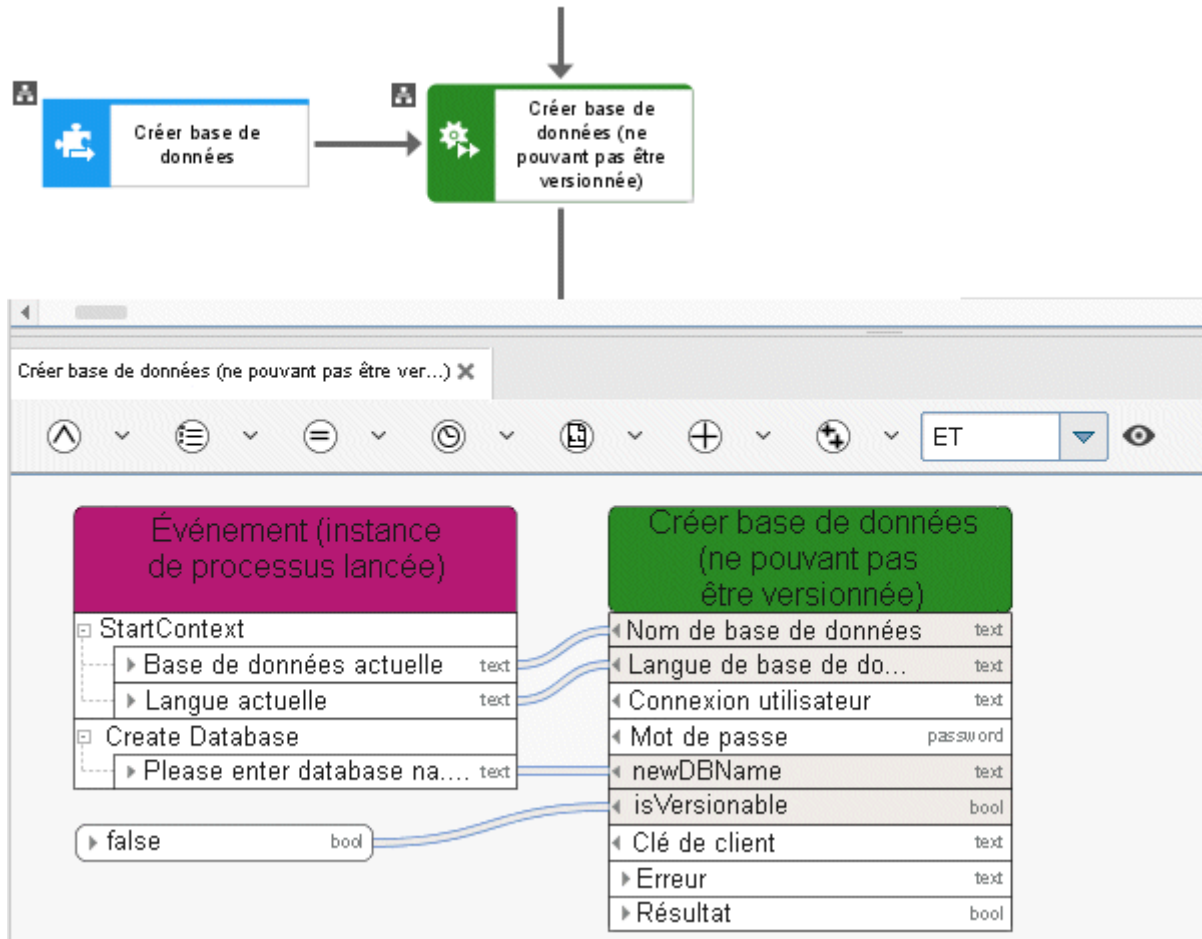 Créer base de
données
Créer base de
données (ne
pouvant pas être
versionnée)
Créer base de données (ne pouvant pas être ver...)
ET
Événement (instance
de processus lancée)
StartContext
Base de données actuelle text
Langue actuelle text
Create Database
Please enter database na.... text
false bool
Créer base de données
(ne pouvant pas
être versionnée)
Nom de base de données text
Langue de base de do... text
Connexion utilisateur text
Mot de passe password
newDBName text
isVersionable bool
Clé de client text
Erreur text
Résultat bool